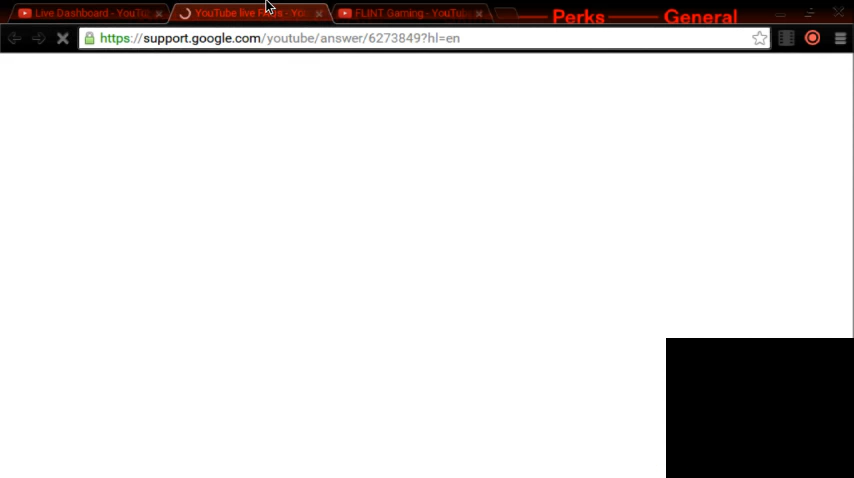 Live Dashboard - YouTu
YouTube live F
s - Yo
FLINT Gaming - YouTub
Perks
General
https://support.google.com/youtube/answer/6273849?hl=en